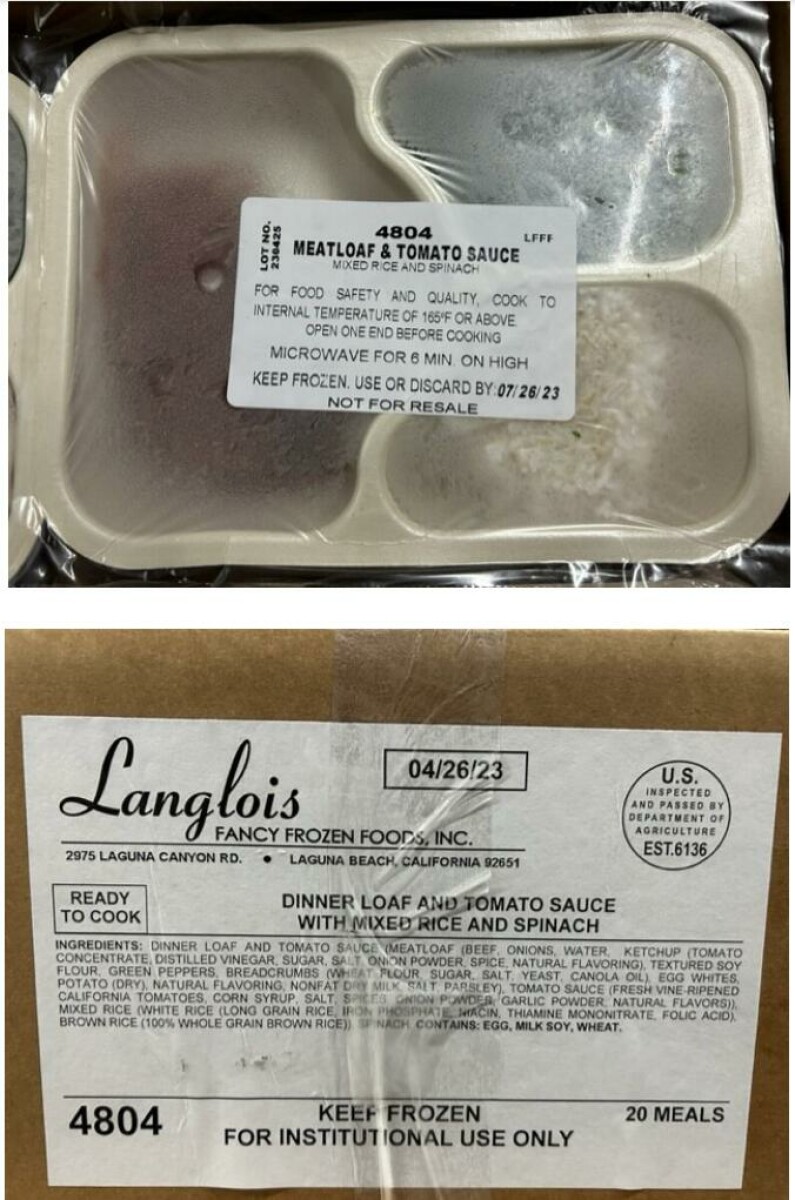 LOT NO.
236425
4804
LFFF
MEATLOAF & TOMATO SAUCE
MIXED RICE AND SPINACH
FOR FOOD SAFETY AND QUALITY, COOK TO
INTERNAL TEMPERATURE OF 165°F OR ABOVE.
OPEN ONE END BEFORE COOKING
MICROWAVE FOR 6 MIN. ON HIGH
KEEP FROZEN. USE OR DISCARD BY:07/26/23
NOT FOR RESALE
Langlois
FANCY FROZEN FOODS, INC.
2975 LAGUNA CANYON RD. • LAGUNA BEACH, CALIFORNIA 92651
04/26/23
U.S.
INSPECTED
AND PASSED BY
DEPARTMENT OF
AGRICULTURE
EST.6136
READY
TO COOK
DINNER LOAF AND TOMATO SAUCE
WITH MIXED RICE AND SPINACH
INGREDIENTS: DINNER LOAF AND TOMATO SAUCE (MEATLOAF (BEEF, ONIONS, WATER, KETCHUP (TOMATO
CONCENTRATE, DISTILLED VINEGAR, SUGAR, SALT, ONION POWDER, SPICE, NATURAL FLAVORING), TEXTURED SOY
FLOUR, GREEN PEPPERS, BREADCRUMBS (WHEAT FLOUR, SUGAR, SALT, YEAST, CANOLA OIL), EGG WHITES,
POTATO (DRY), NATURAL FLAVORING, NONFAT DRY MILK, SALT, PARSLEY), TOMATO SAUCE (FRESH VINE-RIPENED
CALIFORNIA TOMATOES, CORN SYRUP, SALT, SPICES, ONION POWDER, GARLIC POWDER, NATURAL FLAVORS)),
MIXED RICE (WHITE RICE (LONG GRAIN RICE, IRON PHOSPHATE, NIACIN, THIAMINE MONONITRATE, FOLIC ACID),
BROWN RICE (100% WHOLE GRAIN BROWN RICE)), SPINACH. CONTAINS: EGG, MILK SOY, WHEAT.
4804
KEEP FROZEN
FOR INSTITUTIONAL USE ONLY
20 MEALS